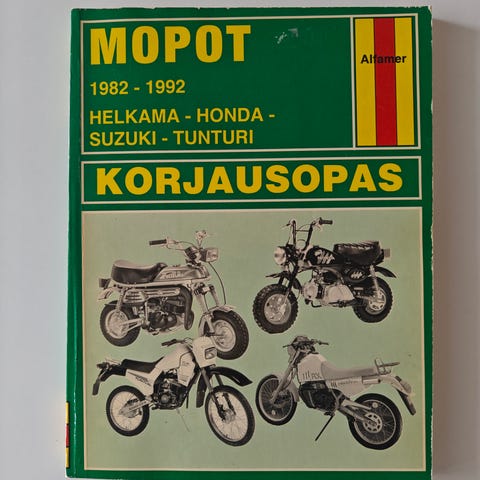 MOPOT
Alfamer
1982 - 1992
HELKAMA - HONDA -
SUZUKI - TUNTURI
KORJAUSOPAS